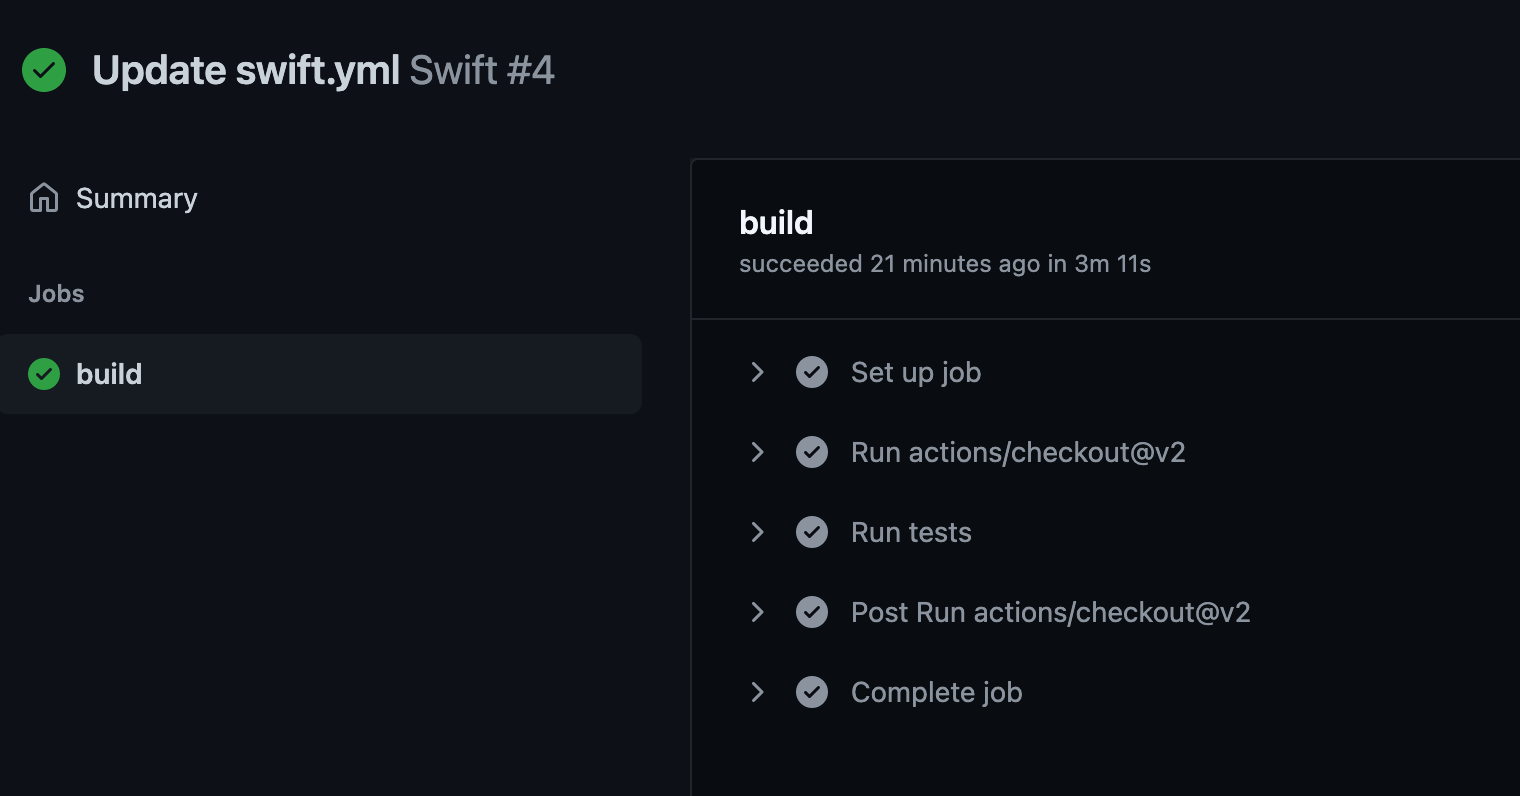 Update swift.yml Swift #4
Summary
Jobs
build
build
succeeded 21 minutes ago in 3m 11s
Set up job
Run actions/checkout@v2
Run tests
Post Run actions/checkout@v2
Complete job